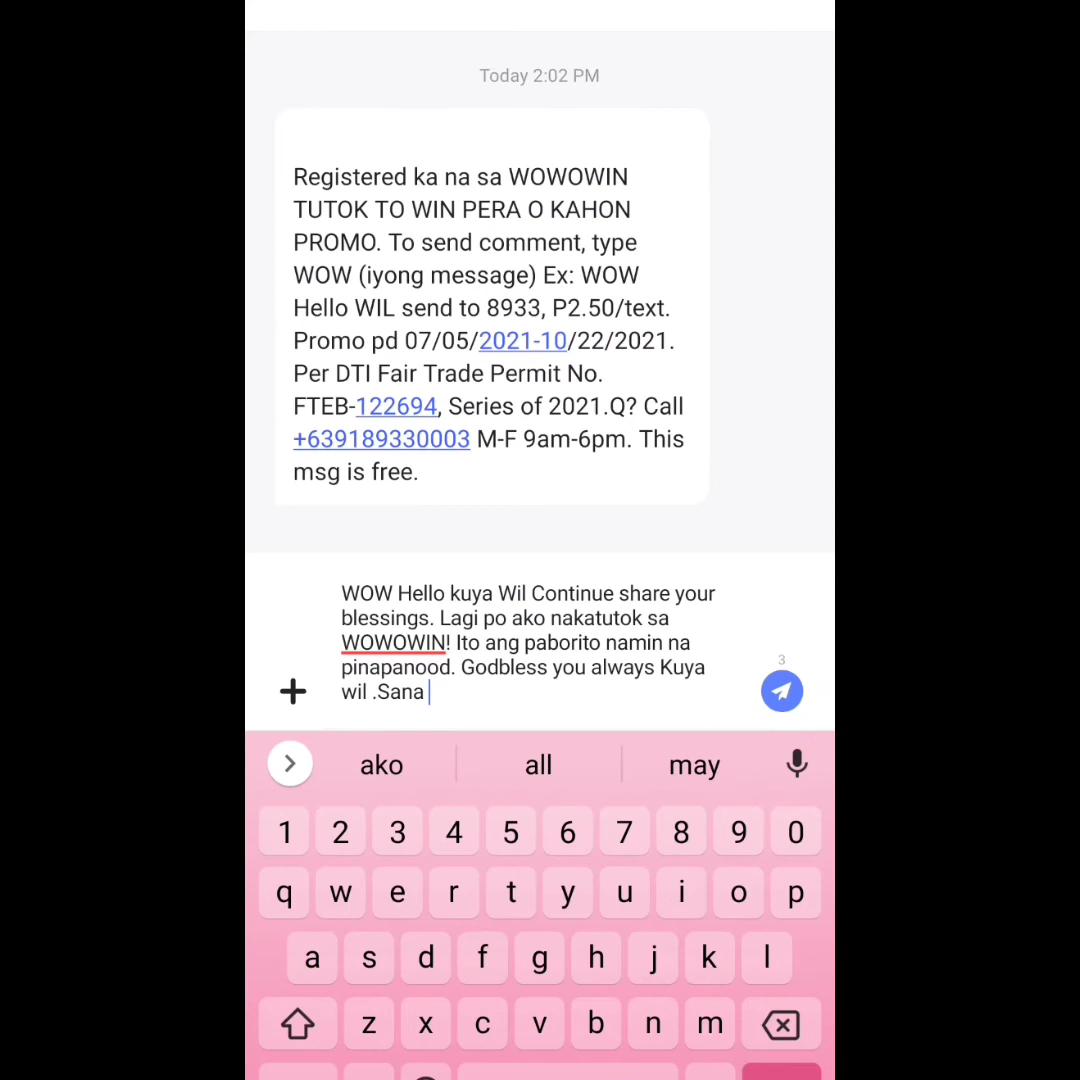 Today 2:02 PM
Registered ka na sa WOWOWIN
TUTOK TO WIN PERA O KAHON
PROMO. To send comment, type
WOW (iyong message) Ex: WOW
Hello WIL send to 8933, P2.50/text.
Promo pd 07/05/2021-10/22/2021.
Per DTI Fair Trade Permit No.
FTEB-122694, Series of 2021.Q? Call
+639189330003 M-F 9am-6pm. This
msg is free.
WOW Hello kuya Wil Continue share your
blessings. Lagi po ako nakatutok sa
WOWOWIN! Ito ang paborito namin na
pinapanood. Godbless you always Kuya
wil .Sana
3
ako all may
1 2 3 4 5 6 7 8 9 0
q w e r t y u i o p
a s d f g h j k l
z x c v b n m